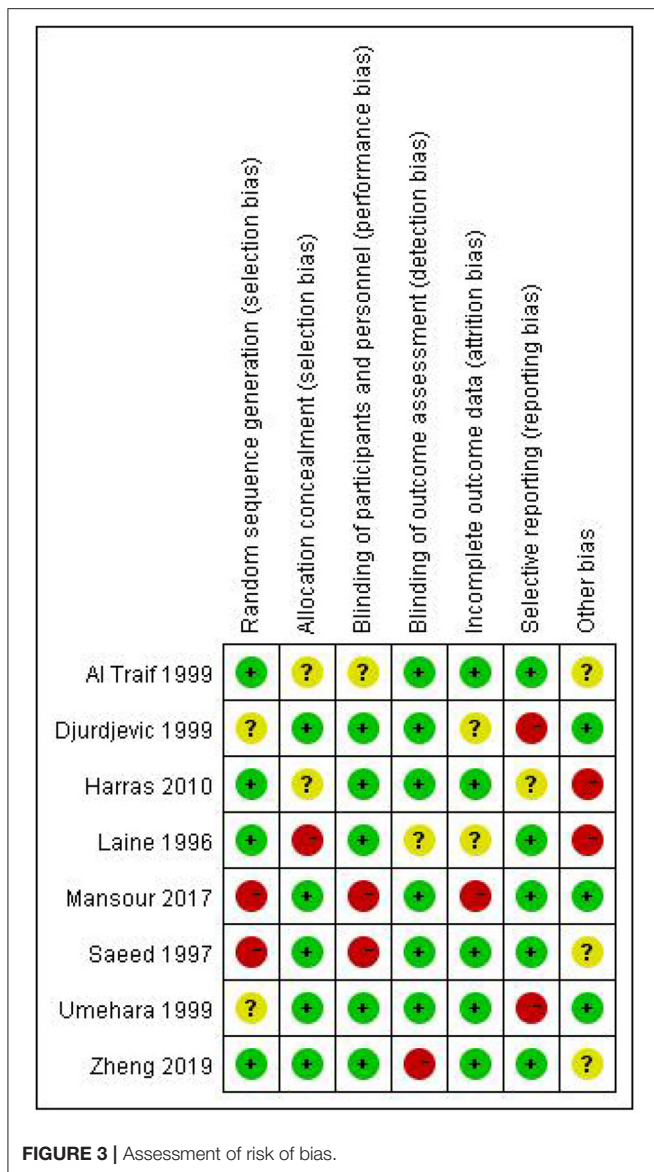 Random sequence generation (selection bias)
Allocation concealment (selection bias)
Blinding of participants and personnel (performance bias)
Blinding of outcome assessment (detection bias)
Incomplete outcome data (attrition bias)
Selective reporting (reporting bias)
Other bias
Al Traif 1999 + ? ? + + + ?
Djurdjevic 1999 ? + + + ? - +
Harras 2010 + ? + + + ? -
Laine 1996 + - + ? ? + -
Mansour 2017 - + - + - + +
Saeed 1997 - + - + + + ?
Umehara 1999 ? + + + + - +
Zheng 2019 + + + - + + ?
FIGURE 3 | Assessment of risk of bias.